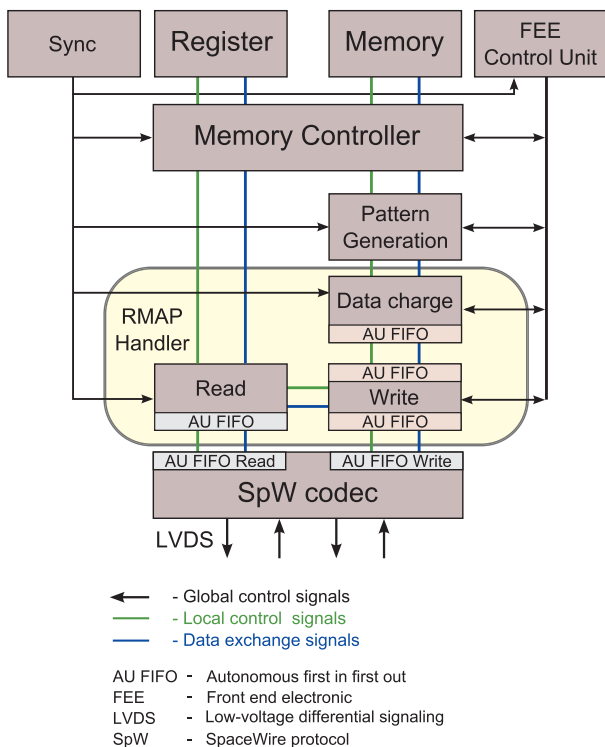 Sync
Register
Memory
FEE
Control Unit
Memory Controller
Pattern
Generation
RMAP
Handler
Data charge
AU FIFO
Read
AU FIFO
AU FIFO
Write
AU FIFO
AU FIFO Read
AU FIFO Write
SpW codec
LVDS
- Global control signals
- Local control signals
- Data exchange signals
AU FIFO - Autonomous first in first out
FEE - Front end electronic
LVDS - Low-voltage differential signaling
SpW - SpaceWire protocol